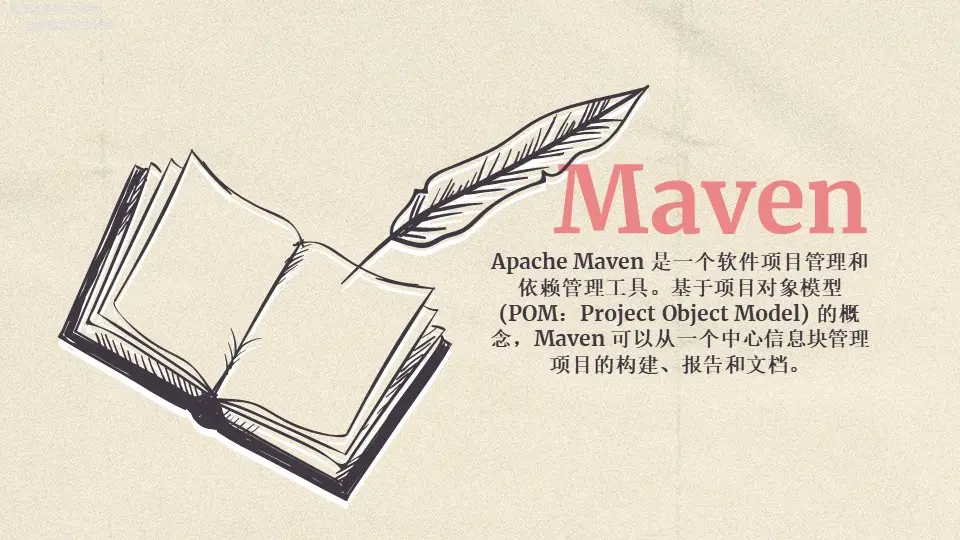 Maven
Apache Maven 是一个软件项目管理和
依赖管理工具。基于项目对象模型
(POM：Project Object Model) 的概
念，Maven 可以从一个中心信息块管理
项目的构建、报告和文档。